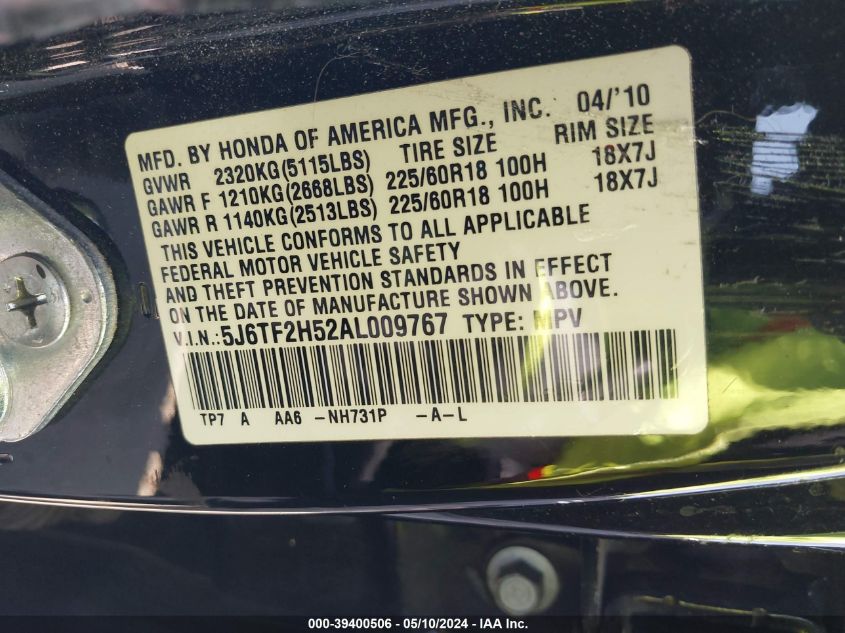 MFD. BY HONDA OF AMERICA MFG., INC. 04/'10
GVWR 2320KG(5115LBS) TIRE SIZE RIM SIZE
GAWR F 1210KG(2668LBS) 225/60R18 100H 18X7J
GAWR R 1140KG(2513LBS) 225/60R18 100H 18X7J
THIS VEHICLE CONFORMS TO ALL APPLICABLE
FEDERAL MOTOR VEHICLE SAFETY
AND THEFT PREVENTION STANDARDS IN EFFECT
ON THE DATE OF MANUFACTURE SHOWN ABOVE.
V.I.N.:5J6TF2H52AL009767 TYPE: MPV
TP7 A AA6 -NH731P -A-L
000-39400506 - 05/10/2024 - IAA Inc.